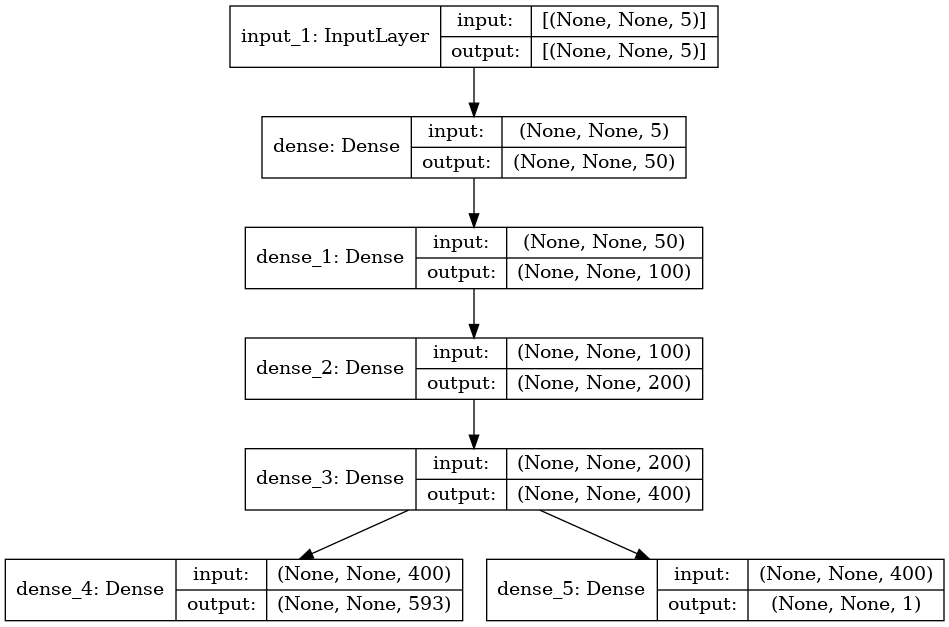 input_1: InputLayer
input:
[(None, None, 5)]
output:
[(None, None, 5)]
dense: Dense
input:
(None, None, 5)
output:
(None, None, 50)
dense_1: Dense
input:
(None, None, 50)
output:
(None, None, 100)
dense_2: Dense
input:
(None, None, 100)
output:
(None, None, 200)
dense_3: Dense
input:
(None, None, 200)
output:
(None, None, 400)
dense_4: Dense
input:
(None, None, 400)
output:
(None, None, 593)
dense_5: Dense
input:
(None, None, 400)
output:
(None, None, 1)